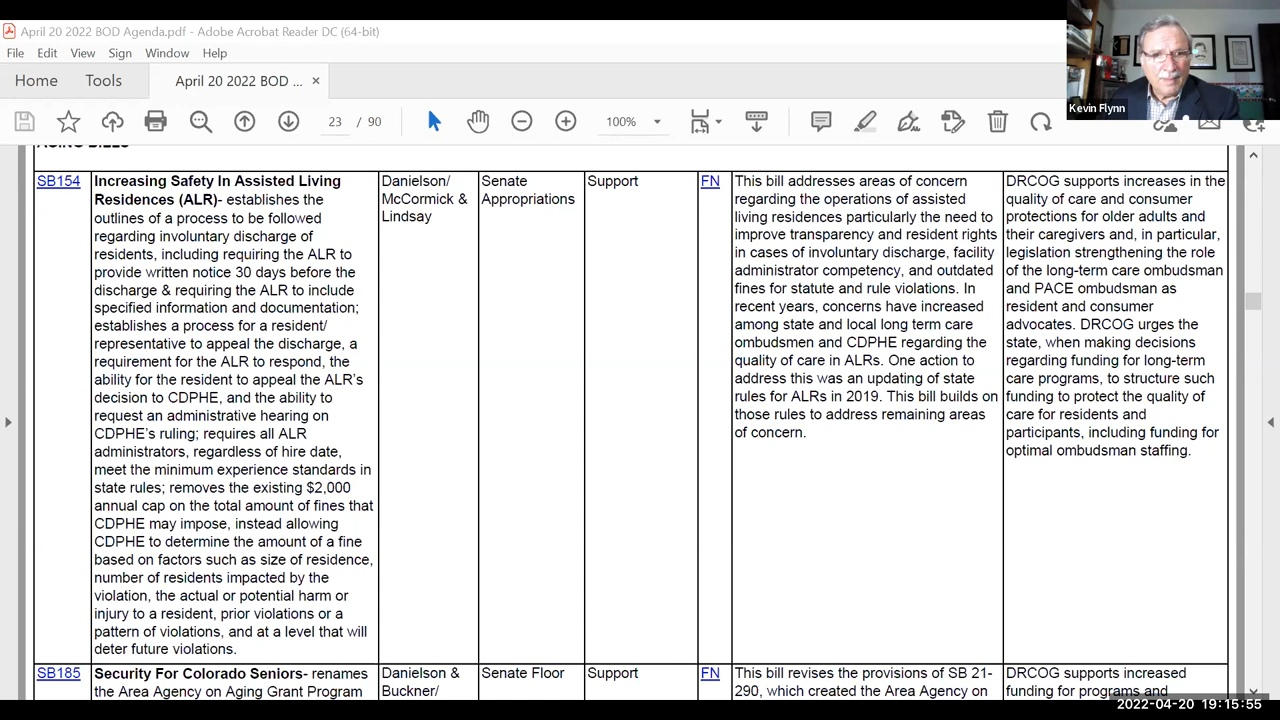 April 20 2022 BOD Agenda.pdf - Adobe Acrobat Reader DC (64-bit)
File Edit View Sign Window Help
Home Tools April 20 2022 BOD ... ×
23 / 90 100%
Kevin Flynn
AGING BILLS
SB154
Increasing Safety In Assisted Living
Residences (ALR)- establishes the
outlines of a process to be followed
regarding involuntary discharge of
residents, including requiring the ALR to
provide written notice 30 days before the
discharge & requiring the ALR to include
specified information and documentation;
establishes a process for a resident/
representative to appeal the discharge, a
requirement for the ALR to respond, the
ability for the resident to appeal the ALR's
decision to CDPHE, and the ability to
request an administrative hearing on
CDPHE's ruling; requires all ALR
administrators, regardless of hire date,
meet the minimum experience standards in
state rules; removes the existing $2,000
annual cap on the total amount of fines that
CDPHE may impose, instead allowing
CDPHE to determine the amount of a fine
based on factors such as size of residence,
number of residents impacted by the
violation, the actual or potential harm or
injury to a resident, prior violations or a
pattern of violations, and at a level that will
deter future violations.
Danielson/
McCormick &
Lindsay
Senate
Appropriations
Support
FN
This bill addresses areas of concern
regarding the operations of assisted
living residences particularly the need to
improve transparency and resident rights
in cases of involuntary discharge, facility
administrator competency, and outdated
fines for statute and rule violations. In
recent years, concerns have increased
among state and local long term care
ombudsmen and CDPHE regarding the
quality of care in ALRs. One action to
address this was an updating of state
rules for ALRs in 2019. This bill builds on
those rules to address remaining areas
of concern.
DRCOG supports increases in the
quality of care and consumer
protections for older adults and
their caregivers and, in particular,
legislation strengthening the role
of the long-term care ombudsman
and PACE ombudsman as
resident and consumer
advocates. DRCOG urges the
state, when making decisions
regarding funding for long-term
care programs, to structure such
funding to protect the quality of
care for residents and
participants, including funding for
optimal ombudsman staffing.
SB185
Security For Colorado Seniors- renames
the Area Agency on Aging Grant Program
Danielson &
Buckner/
Senate Floor
Support
FN
This bill revises the provisions of SB 21-
290, which created the Area Agency on
DRCOG supports increased
funding for programs and
2022-04-20 19:15:55